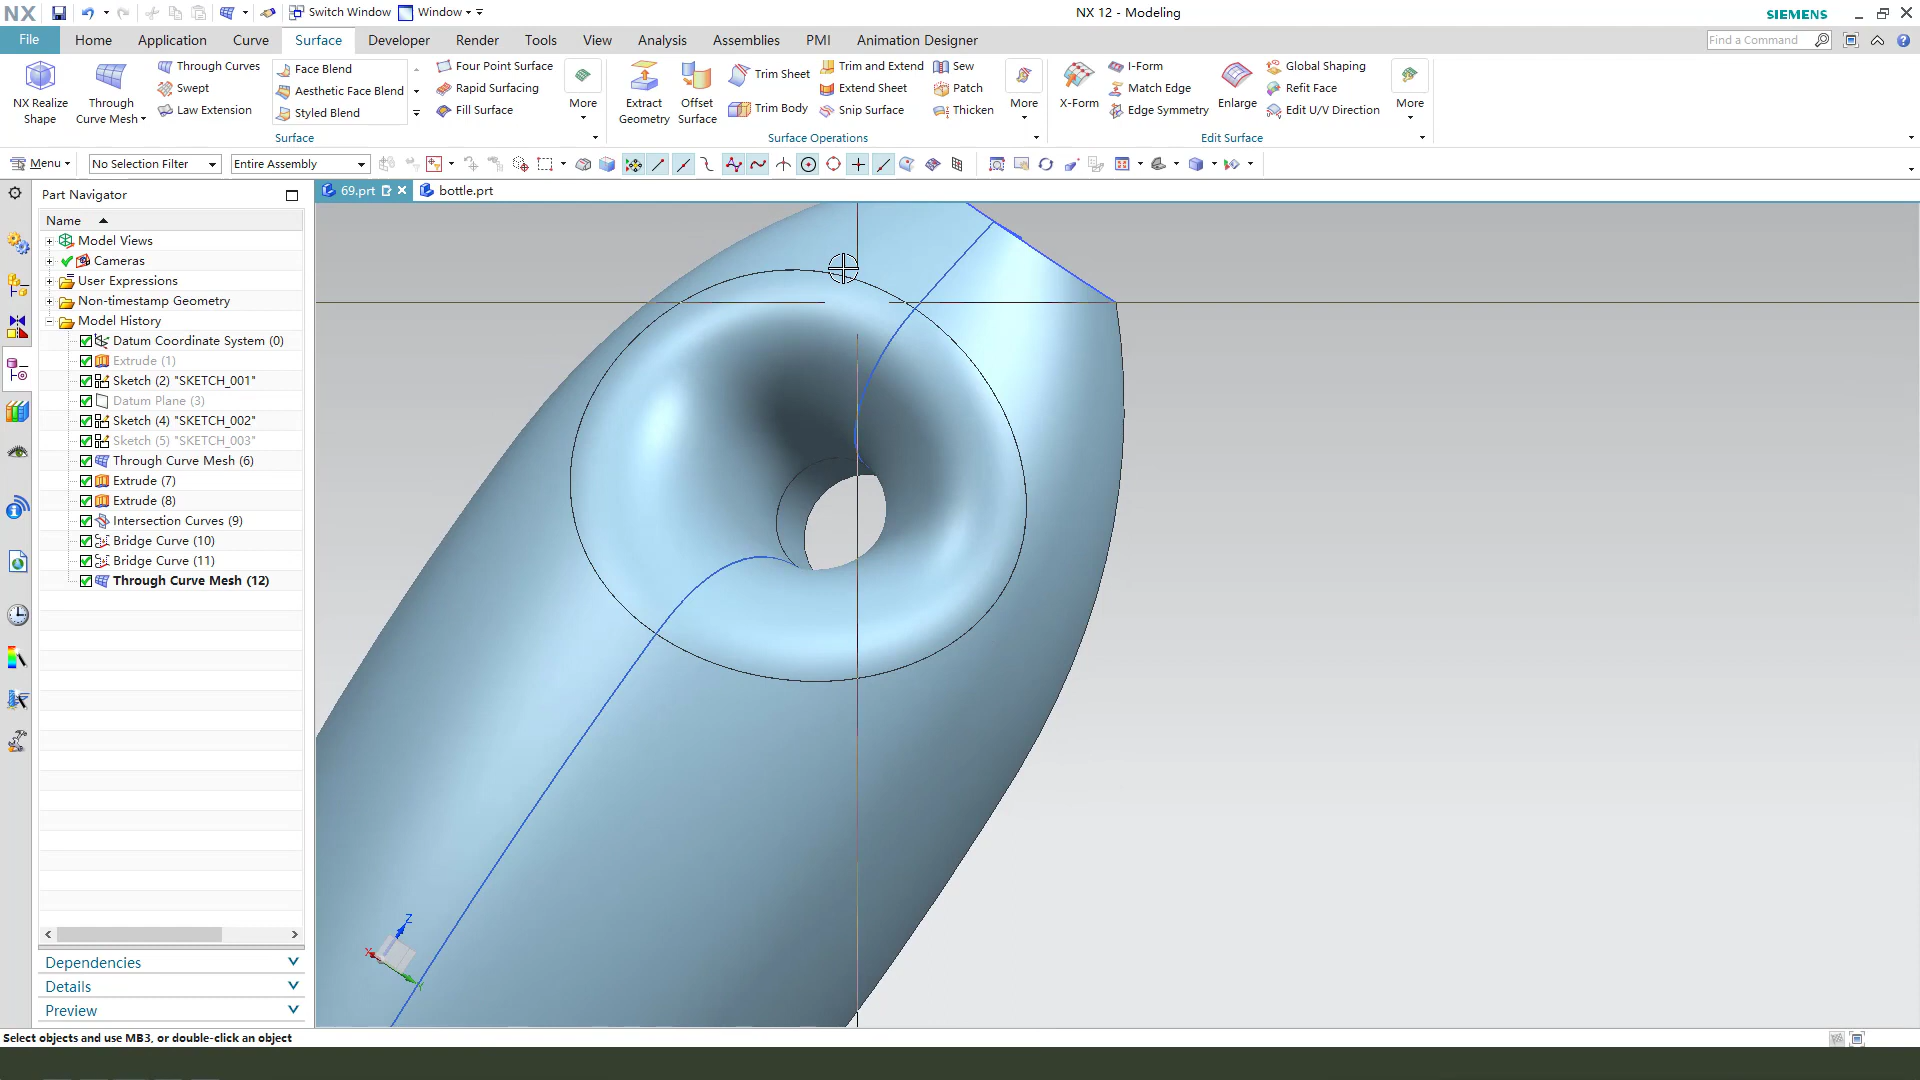 NX Switch Window Window NX 12 - Modeling SIEMENS
File Home Application Curve Surface Developer Render Tools View Analysis Assemblies PMI Animation Designer Find a Command
NX Realize Shape
Through Curve Mesh
Through Curves
Swept
Law Extension
Face Blend
Aesthetic Face Blend
Styled Blend
Four Point Surface
Rapid Surfacing
Fill Surface
More
Surface
Extract Geometry
Offset Surface
Trim Sheet
Trim Body
Trim and Extend
Extend Sheet
Snip Surface
Sew
Patch
Thicken
More
Surface Operations
X-Form
I-Form
Match Edge
Edge Symmetry
Enlarge
Global Shaping
Refit Face
Edit U/V Direction
More
Edit Surface
Menu No Selection Filter Entire Assembly
Part Navigator
69.prt bottle.prt
Name
Model Views
Cameras
User Expressions
Non-timestamp Geometry
Model History
Datum Coordinate System (0)
Extrude (1)
Sketch (2) "SKETCH_001"
Datum Plane (3)
Sketch (4) "SKETCH_002"
Sketch (5) "SKETCH_003"
Through Curve Mesh (6)
Extrude (7)
Extrude (8)
Intersection Curves (9)
Bridge Curve (10)
Bridge Curve (11)
Through Curve Mesh (12)
Z
X
Y
Dependencies
Details
Preview
Select objects and use MB3, or double-click an object